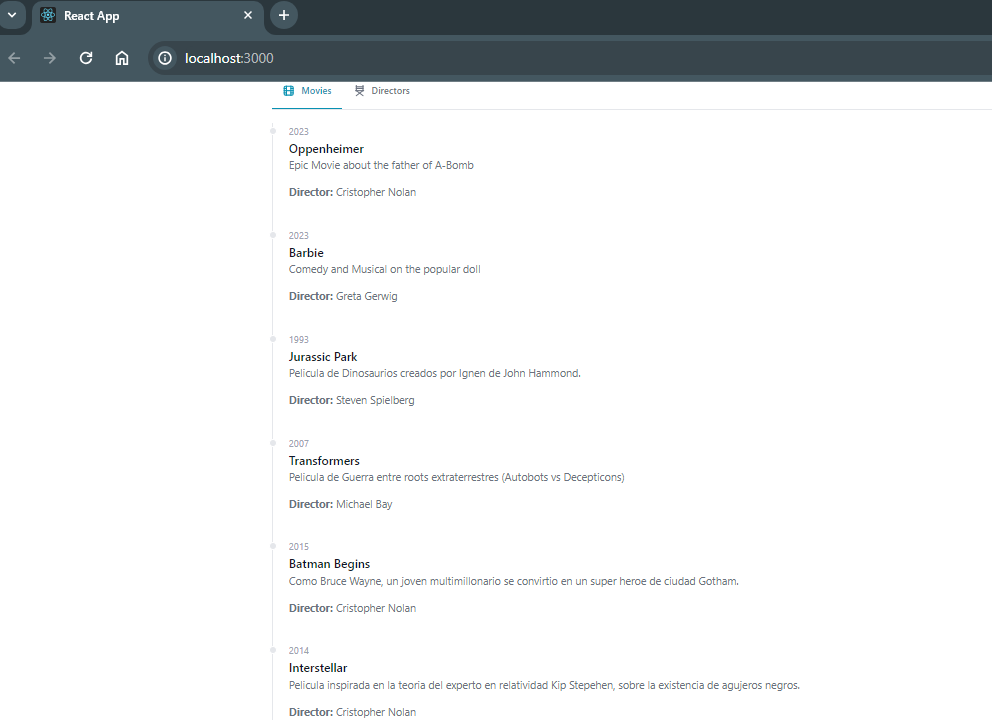 React App
localhost:3000
Movies Directors
2023
Oppenheimer
Epic Movie about the father of A-Bomb
Director: Cristopher Nolan
2023
Barbie
Comedy and Musical on the popular doll
Director: Greta Gerwig
1993
Jurassic Park
Pelicula de Dinosaurios creados por Ignen de John Hammond.
Director: Steven Spielberg
2007
Transformers
Pelicula de Guerra entre roots extraterrestres (Autobots vs Decepticons)
Director: Michael Bay
2015
Batman Begins
Como Bruce Wayne, un joven multimillonario se convirtio en un super heroe de ciudad Gotham.
Director: Cristopher Nolan
2014
Interstellar
Pelicula inspirada en la teoria del experto en relatividad Kip Stepehen, sobre la existencia de agujeros negros.
Director: Cristopher Nolan